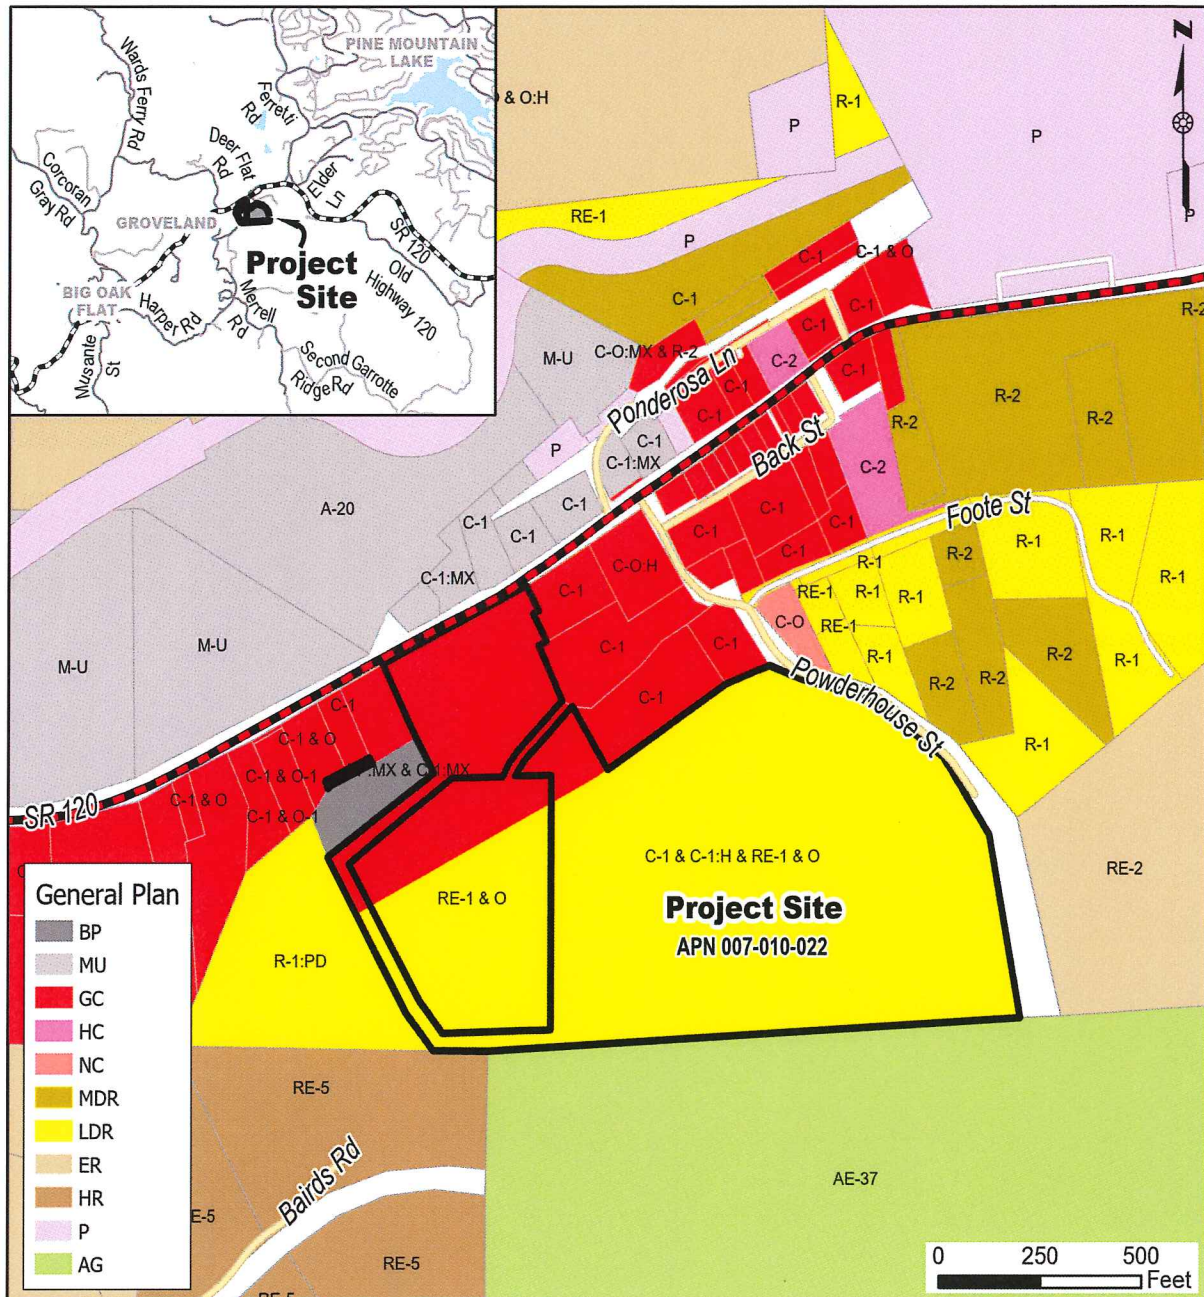 PINE MOUNTAIN
LAKE
Wards Ferry Rd
Ferretti
Rd
Deer Flat
Rd
Elder
Ln
Corcoran
Gray Rd
GROVELAND
SR 120
Old
Highway 120
Project
Site
BIG OAK
FLAT
Harper Rd
Merrell
Rd
Musante
St
Second Garrotte
Ridge Rd
O & O:H
R-1
P
P
P
Z
RE-1
P
C-1 & O
C-1
C-1
C-1
C-1
C-1
R-2
M-U
C-O:MX & R-2
C-2
Ponderosa Ln
C-1
C-1
R-2
R-2
R-2
Back St
P
C-1
C-1:MX
C-2
A-20
C-1
C-1
C-1
C-1
C-1
C-1
C-1
Foote St
C-1:MX
C-O:H
C-1
C-1
R-1
R-2
R-1
R-1
R-1
RE-1
R-1
R-1
C-O
RE-1
M-U
M-U
C-1
C-1
R-1
R-2
R-2
R-2
R-1
Powderhouse St
C-1
C-1
R-1
C-1 & O
C-1 & O-1
:MX & C-1:MX
C-1 & O
C-1 & O-1
SR 120
C-1 & C-1:H & RE-1 & O
RE-2
RE-1 & O
Project Site
APN 007-010-022
R-1:PD
General Plan
BP
MU
GC
HC
NC
MDR
LDR
ER
HR
P
AG
RE-5
Bairds Rd
E-5
RE-5
RE-5
AE-37
0 250 500
Feet